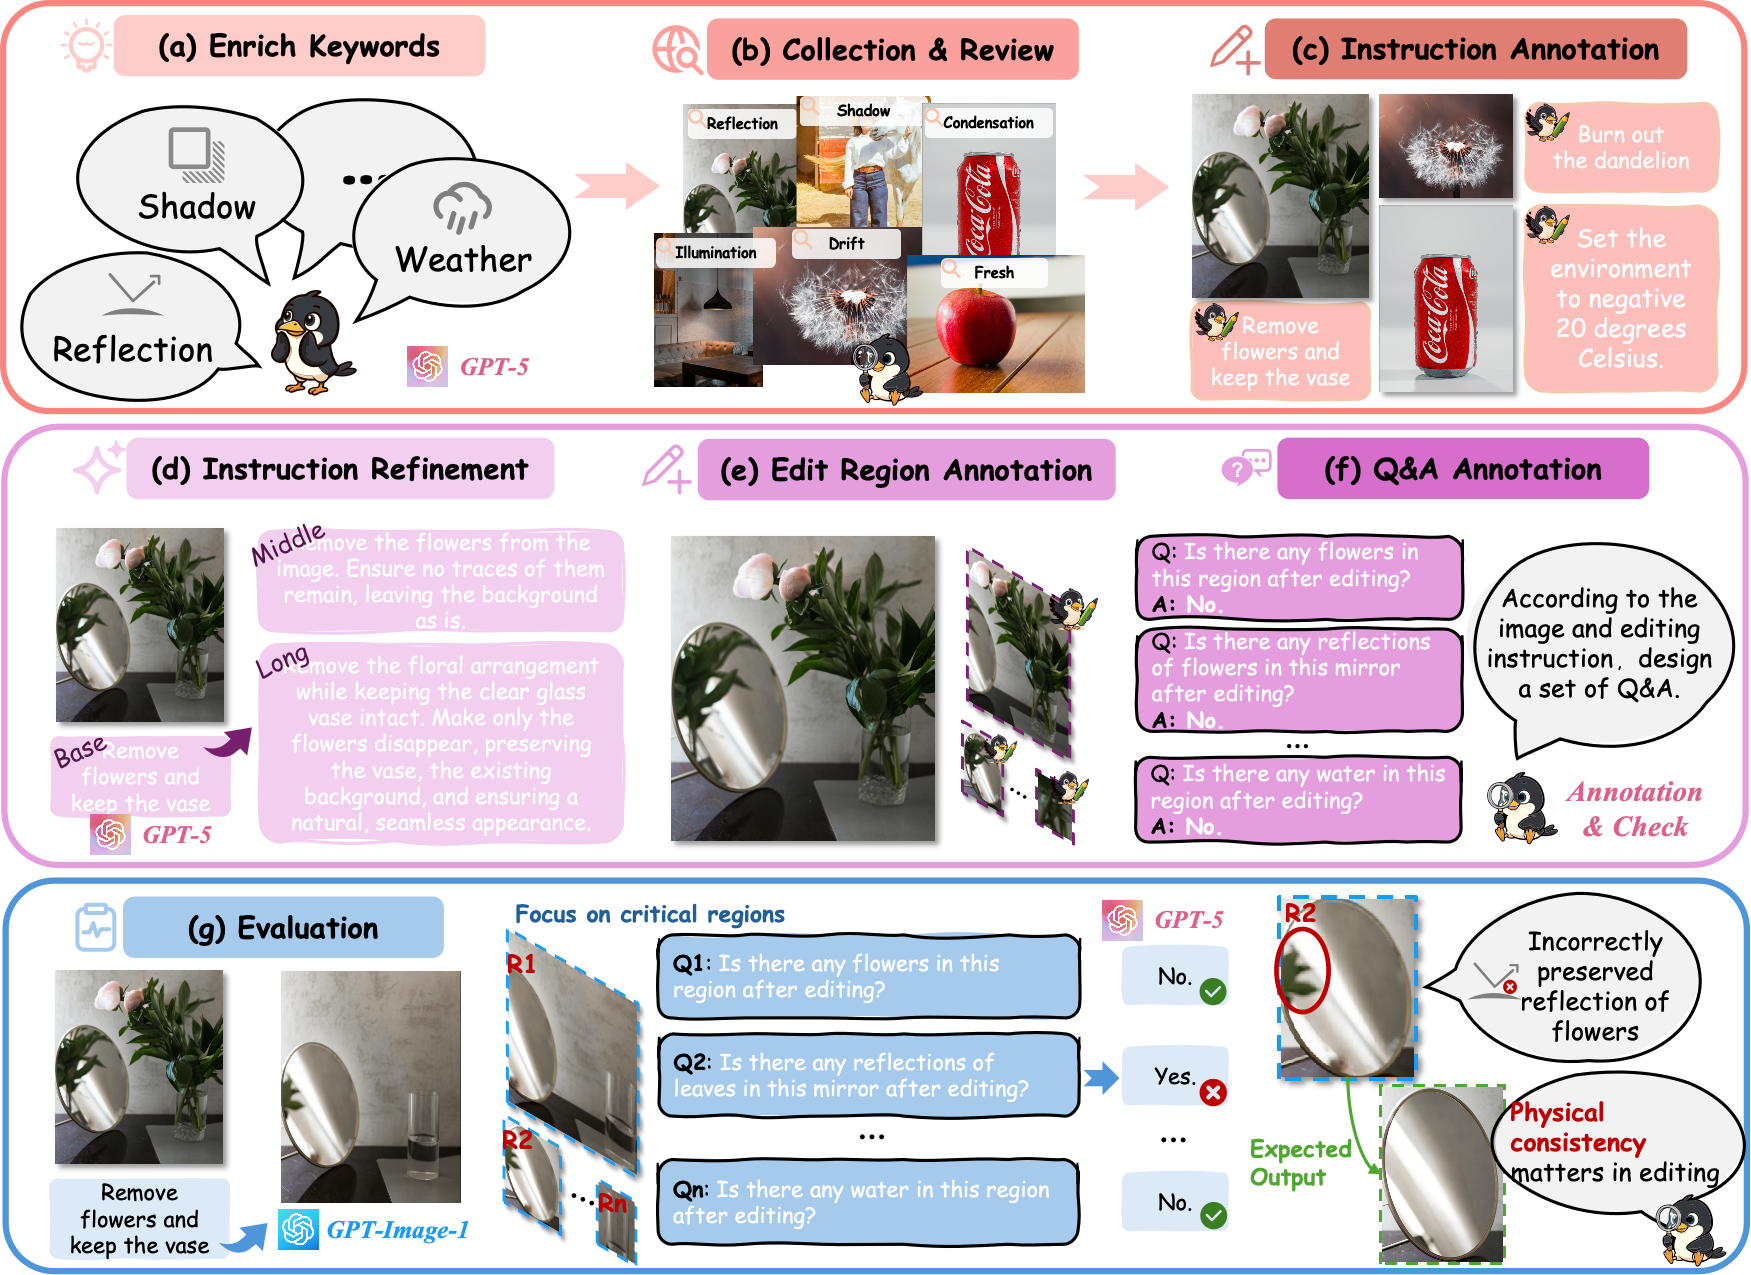 (a) Enrich Keywords
Shadow
...
Weather
Reflection
GPT-5
(b) Collection & Review
Reflection
Shadow
Condensation
Coca-Cola
Illumination
Drift
Fresh
(c) Instruction Annotation
Burn out
the dandelion
Set the
environment
to negative
20 degrees
Celsius.
Coca-Cola
Remove
flowers and
keep the vase
(d) Instruction Refinement
Middle
Remove the flowers from the
image. Ensure no traces of them
remain, leaving the background
as is.
Long
Remove the floral arrangement
while keeping the clear glass
vase intact. Make only the
flowers disappear, preserving
the vase, the existing
background, and ensuring a
natural, seamless appearance.
Base
Remove
flowers and
keep the vase
GPT-5
(e) Edit Region Annotation
...
(f) Q&A Annotation
Q: Is there any flowers in
this region after editing?
A: No.
Q: Is there any reflections
of flowers in this mirror
after editing?
A: No.
...
Q: Is there any water in this
region after editing?
A: No.
According to the
image and editing
instruction, design
a set of Q&A.
Annotation
& Check
(g) Evaluation
Remove
flowers and
keep the vase
GPT-Image-1
Focus on critical regions
R1
R2
...
Rn
Q1: Is there any flowers in this
region after editing?
Q2: Is there any reflections of
leaves in this mirror after editing?
...
Qn: Is there any water in this region
after editing?
GPT-5
No.
Yes.
...
No.
R2
Incorrectly
preserved
reflection of
flowers
Expected
Output
Physical
consistency
matters in editing